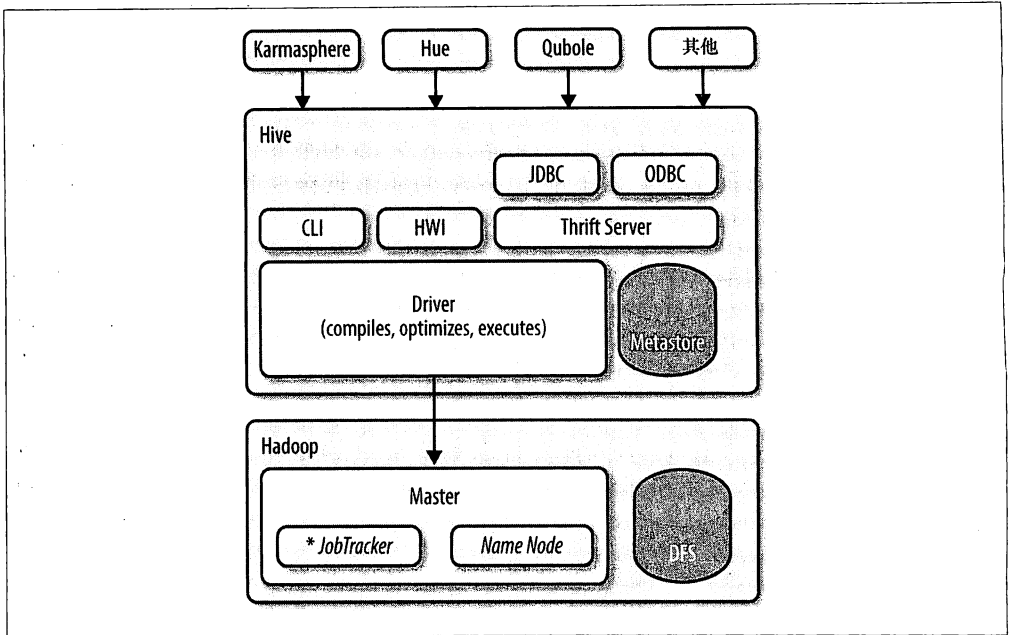 Karmasphere
Hue
Qubole
其他
Hive
JDBC
ODBC
CLI
HWI
Thrift Server
Driver
(compiles, optimizes, executes)
Metastore
Hadoop
Master
* JobTracker
Name Node
DFS